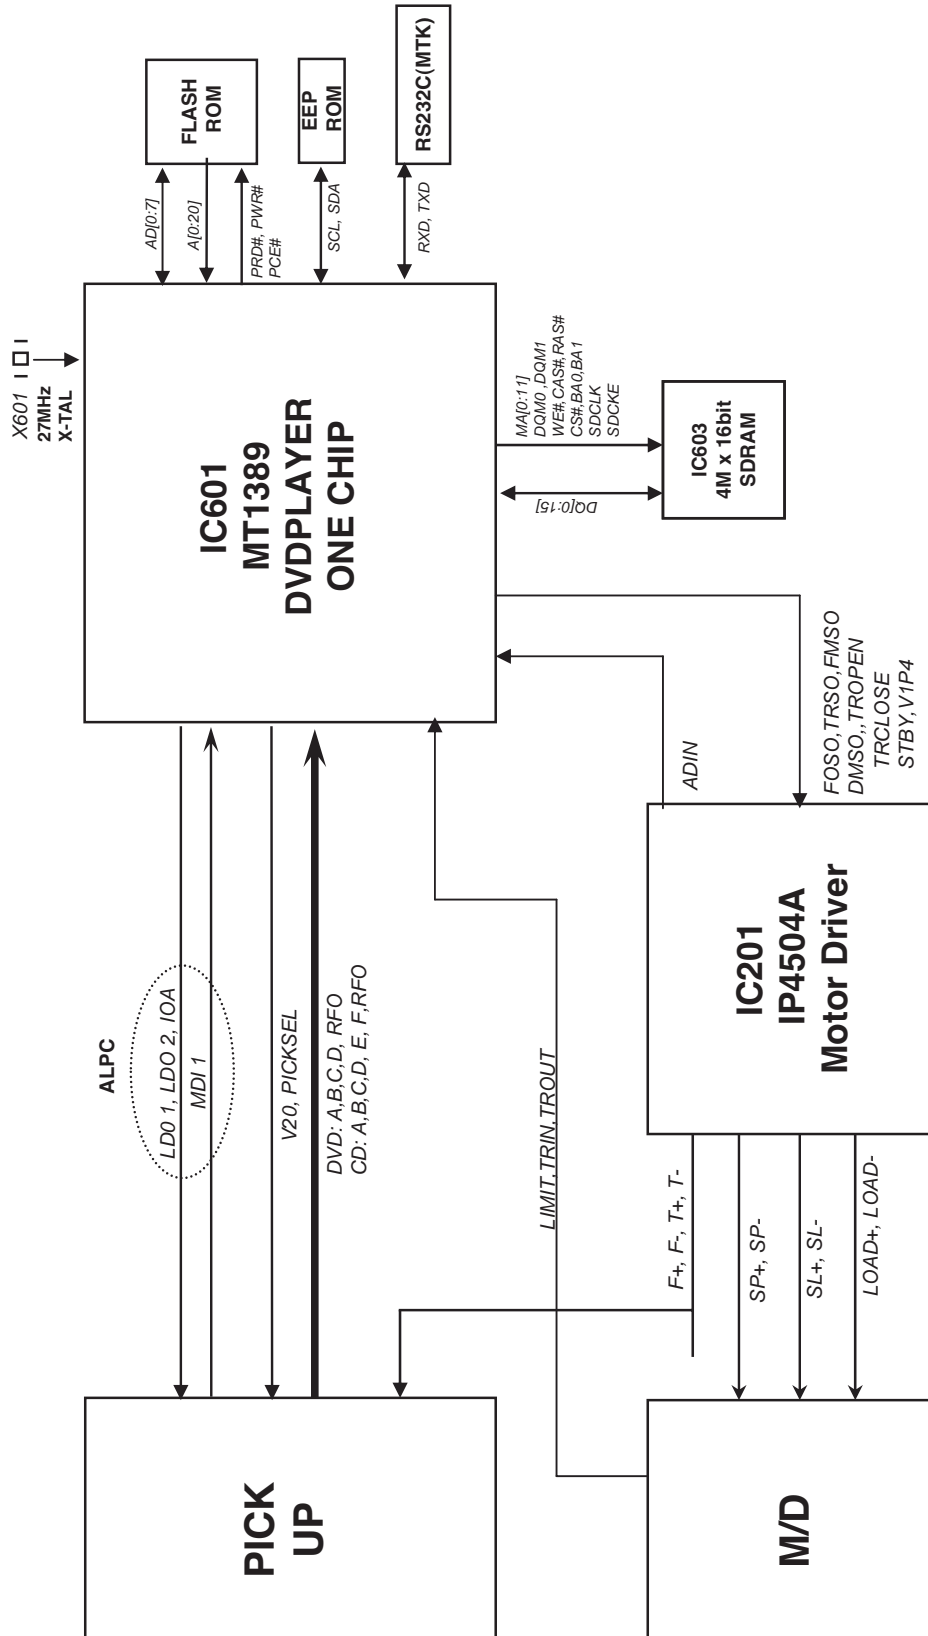 X601
27MHz
X-TAL
FLASH
ROM
EEP
ROM
RS232C(MTK)
AD[0:7]
A[0:20]
PRD#, PWR#
PCE#
SCL, SDA
RXD, TXD
IC601
MT1389
DVDPLAYER
ONE CHIP
MA[0:11]
DQM0 ,DQM1
WE#,CAS#,RAS#
CS#,BA0,BA1
SDCLK
SDCKE
DQ[0:15]
IC603
4M x 16bit
SDRAM
ALPC
LD0 1, LDO 2, IOA
MDI 1
V20, PICKSEL
DVD: A,B,C,D, RFO
CD: A,B,C,D, E, F,RFO
LIMIT,TRIN,TROUT
ADIN
FOSO,TRSO,FMSO
DMSO,,TROPEN
TRCLOSE
STBY,V1P4
IC201
IP4504A
Motor Driver
F+, F-, T+, T-
SP+, SP-
SL+, SL-
LOAD+, LOAD-
PICK
UP
M/D